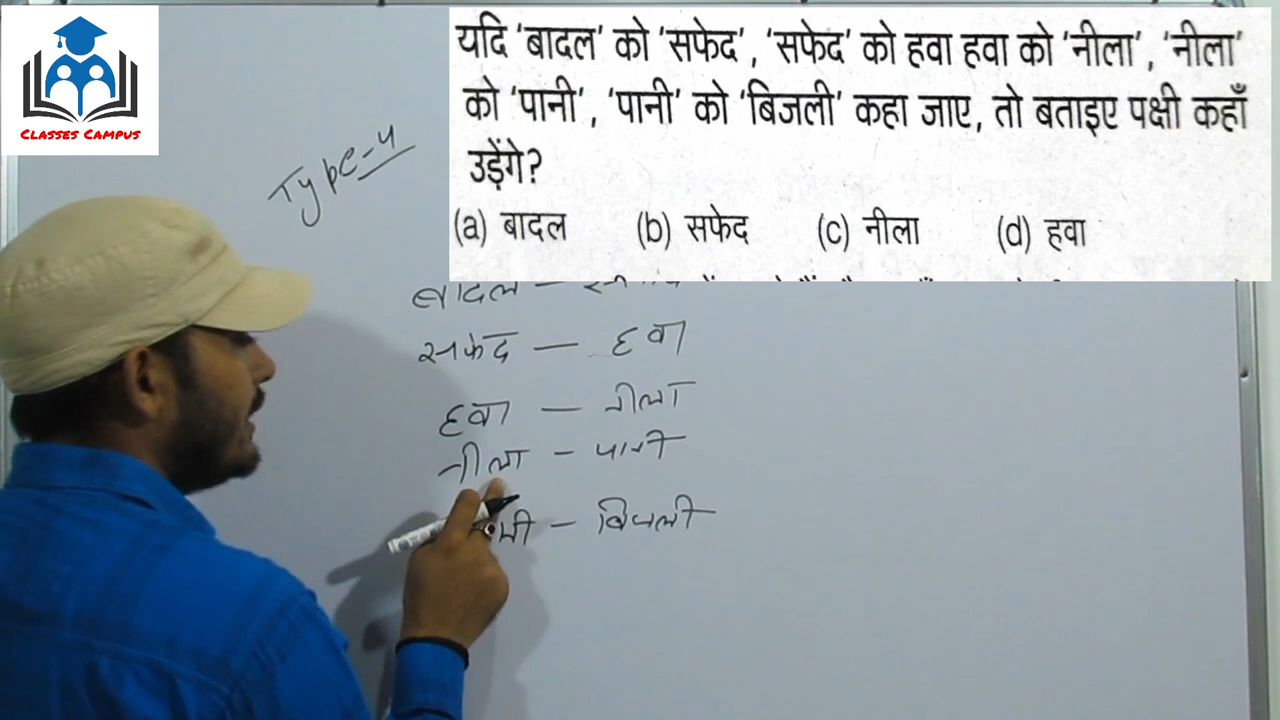 CLASSES CAMPUS
Type-4
यदि 'बादल' को 'सफेद', 'सफेद' को हवा हवा को 'नीला', 'नीला'
को 'पानी', 'पानी' को 'बिजली' कहा जाए, तो बताइए पक्षी कहाँ
उड़ेंगे?
(a) बादल (b) सफेद (c) नीला (d) हवा
बादल –
सफेद — हवा
हवा — नीला
नीला – पानी
– बिजली